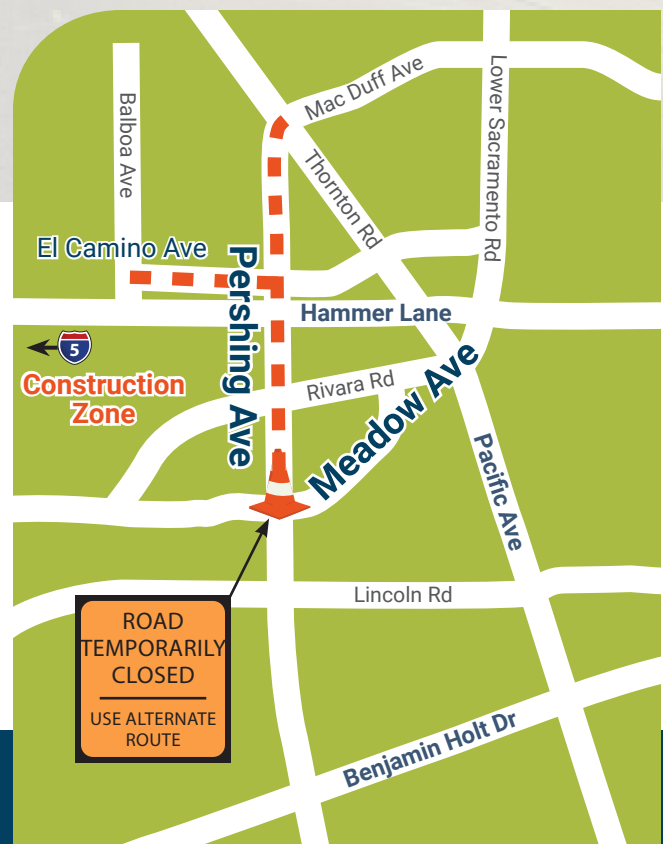 Mac Duff Ave
Lower Sacramento Rd
Balboa Ave
Thornton Rd
El Camino Ave
Pershing Ave
Hammer Lane
5
Construction
Zone
Rivara Rd
Meadow Ave
Pacific Ave
Lincoln Rd
ROAD
TEMPORARILY
CLOSED
USE ALTERNATE
ROUTE
Benjamin Holt Dr